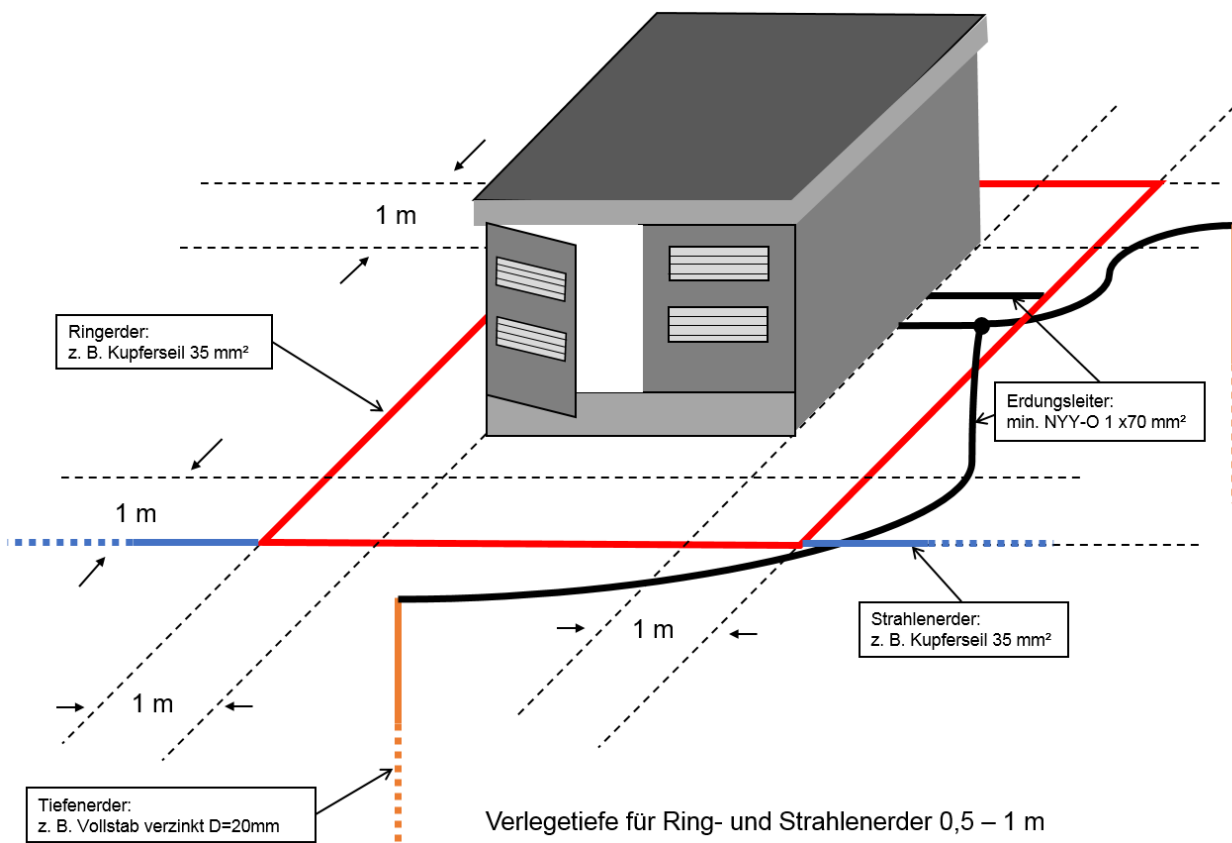 1 m
Ringerder:
z. B. Kupferseil 35 mm²
Erdungsleiter:
min. NYY-O 1 x70 mm²
1 m
Strahlenerder:
z. B. Kupferseil 35 mm²
1 m
1 m
Tiefenerder:
z. B. Vollstab verzinkt D=20mm
Verlegetiefe für Ring- und Strahlenerder 0,5 – 1 m